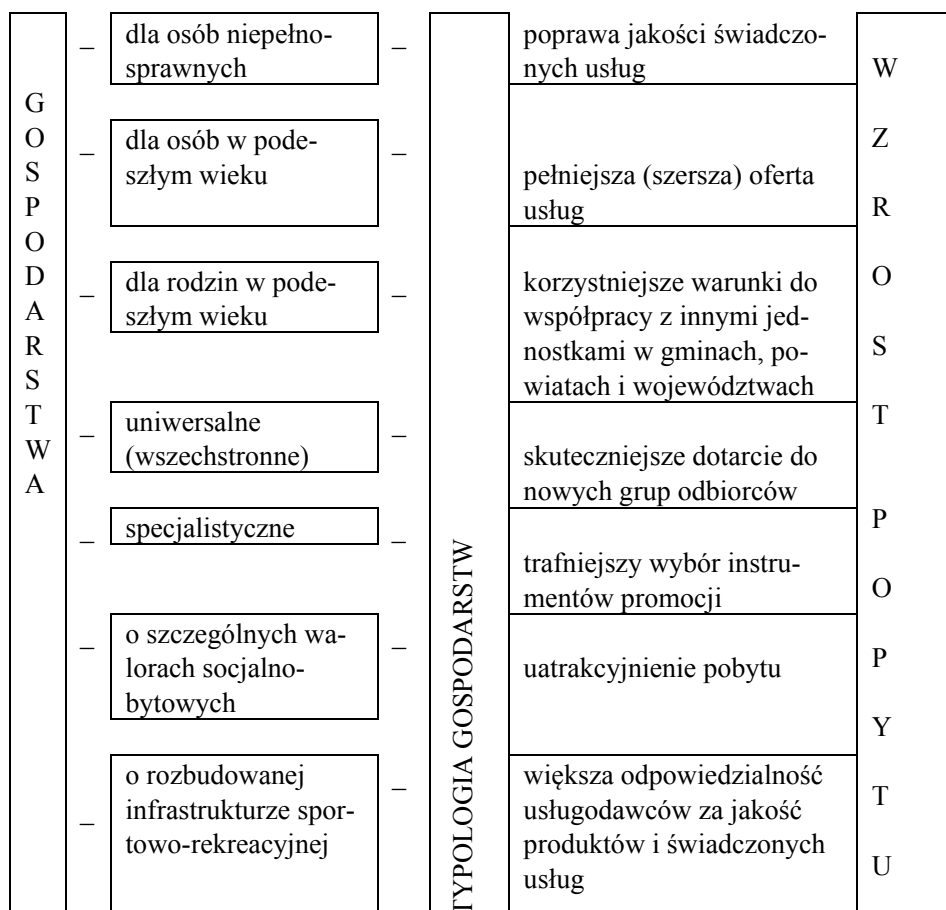 GOSPODARSTWA
–
dla osób niepełno-
sprawnych
–
–
dla osób w pode-
szłym wieku
–
–
dla rodzin w pode-
szłym wieku
–
–
uniwersalne
(wszechstronne)
–
–
specjalistyczne
–
–
o szczególnych wa-
lorach socjalno-
bytowych
–
–
o rozbudowanej
infrastrukturze spor-
towo-rekreacyjnej
–
TYPOLOGIA GOSPODARSTW
poprawa jakości świadczo-
nych usług
pełniejsza (szersza) oferta
usług
korzystniejsze warunki do
współpracy z innymi jed-
nostkami w gminach, po-
wiatach i województwach
skuteczniejsze dotarcie do
nowych grup odbiorców
trafniejszy wybór instru-
mentów promocji
uatrakcyjnienie pobytu
większa odpowiedzialność
usługodawców za jakość
produktów i świadczonych
usług
WZROST POPYTU